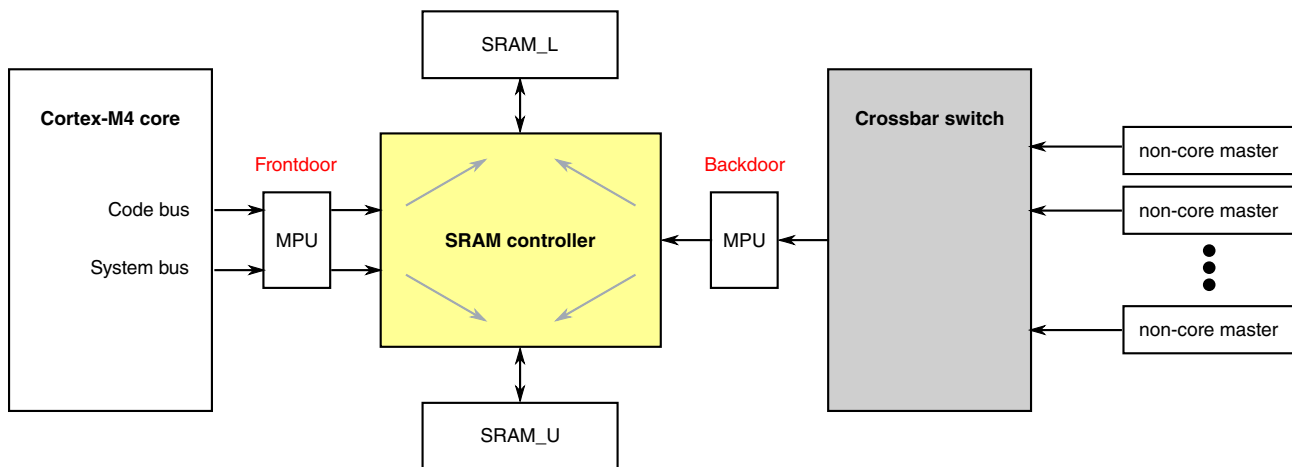 SRAM_L
Cortex-M4 core
Crossbar switch
Frontdoor
Backdoor
non-core master
Code bus
MPU
SRAM controller
MPU
non-core master
System bus
non-core master
SRAM_U